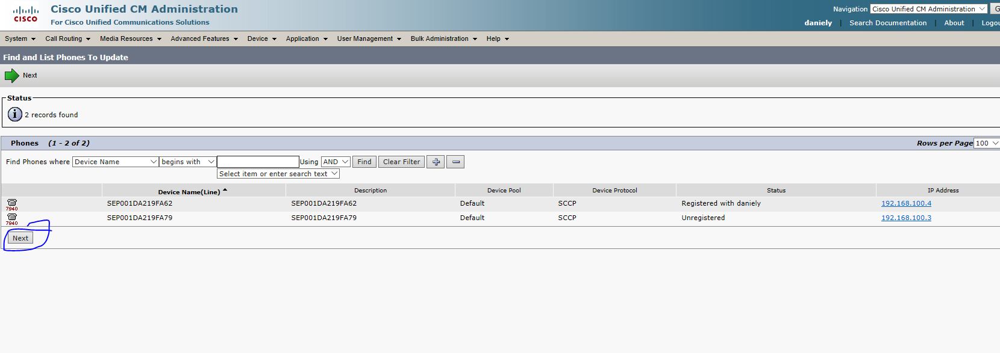 Cisco Unified CM Administration
Navigation Cisco Unified CM Administration G
CISCO For Cisco Unified Communications Solutions
daniely | Search Documentation | About | Logou
System Call Routing Media Resources Advanced Features Device Application User Management Bulk Administration Help
Find and List Phones To Update
Next
Status
2 records found
Phones (1 - 2 of 2) Rows per Page 100
Find Phones where Device Name begins with Using AND Find Clear Filter
Select item or enter search text
Device Name(Line) Description Device Pool Device Protocol Status IP Address
7940 SEP001DA219FA62 SEP001DA219FA62 Default SCCP Registered with daniely 192.168.100.4
7940 SEP001DA219FA79 SEP001DA219FA79 Default SCCP Unregistered 192.168.100.3
Next